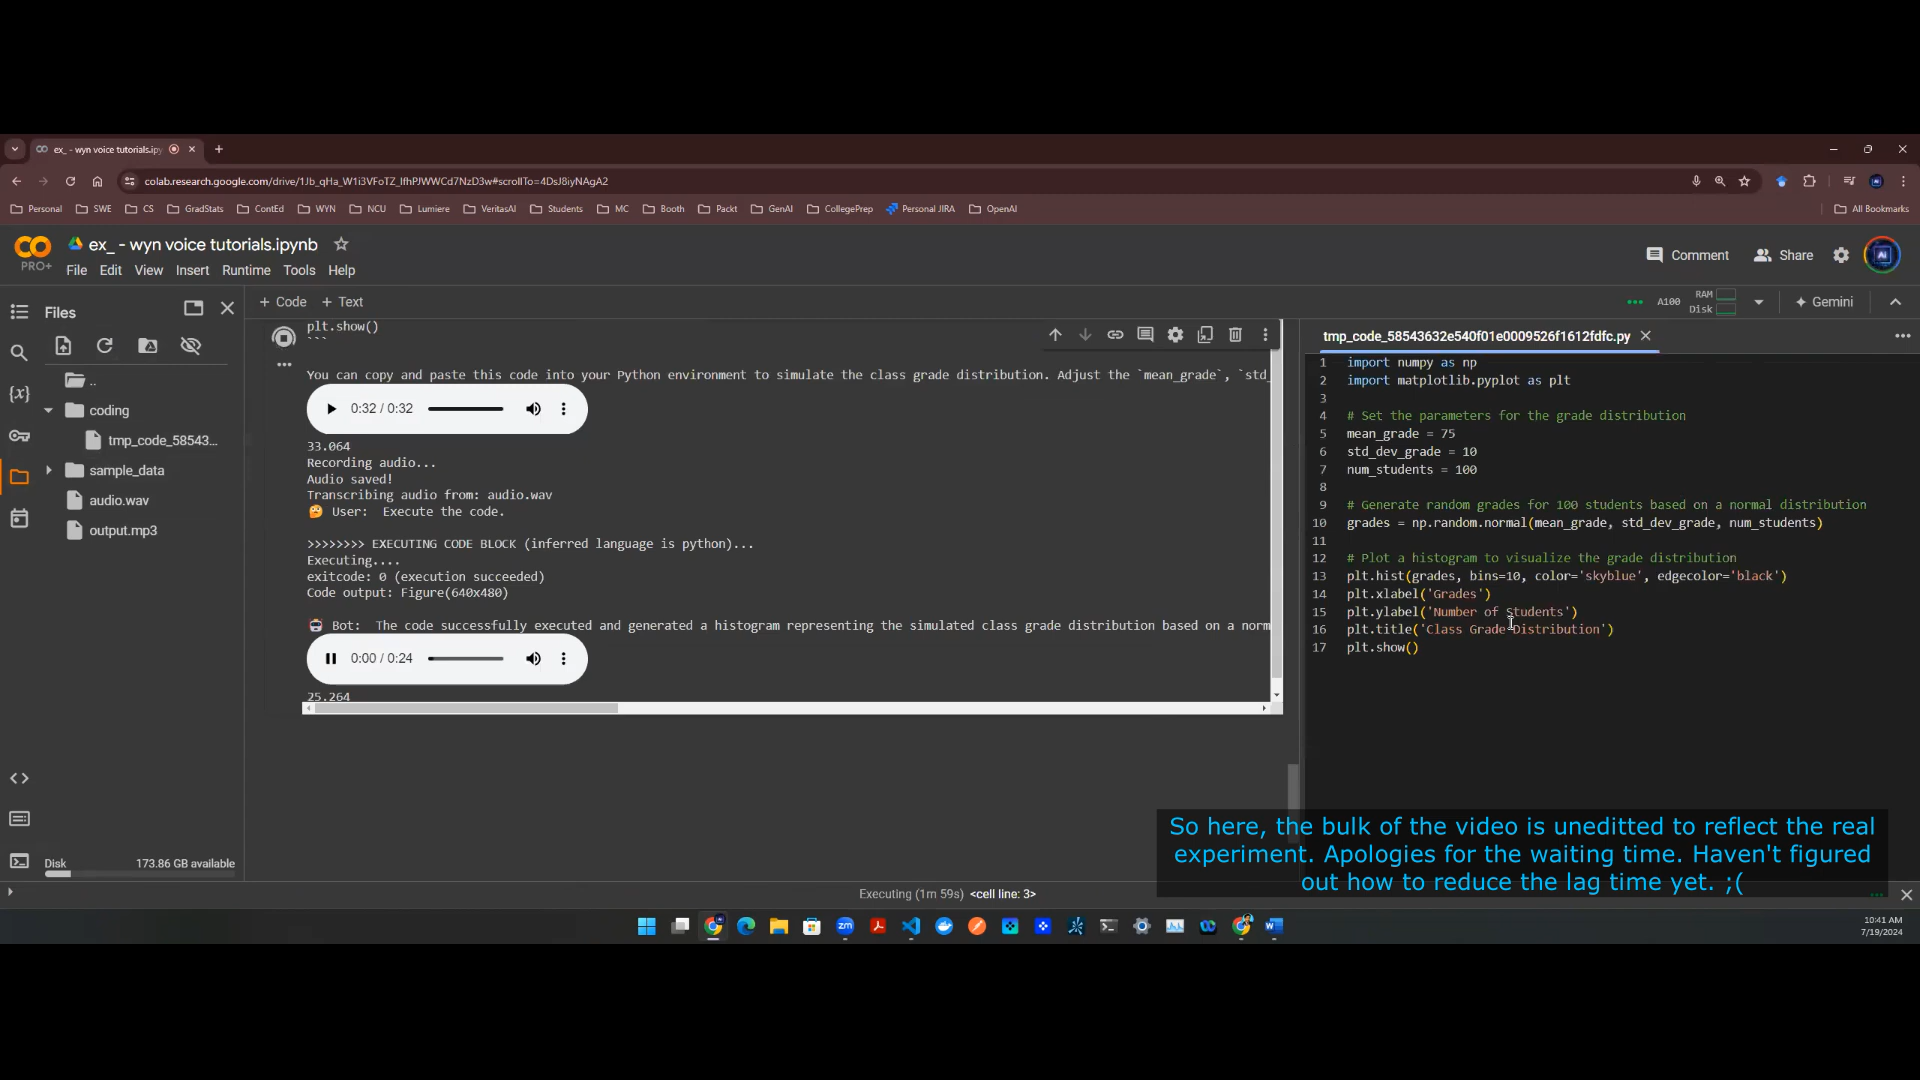 ex_ - wyn voice tutorials.ipynb
colab.research.google.com/drive/1Jb_qHa_W1i3VFoTZ_IfhPJWWCd7NzD3w#scrollTo=4DsJ8iyNAgA2
Personal SWE CS GradStats ContEd WYN NCU Lumiere VeritasAI Students MC Booth Packt GenAI CollegePrep Personal JIRA OpenAI All Bookmarks
ex_ - wyn voice tutorials.ipynb
PRO+
File Edit View Insert Runtime Tools Help
Comment Share
Files
+ Code + Text
A100 RAM Disk Gemini
..
coding
tmp_code_58543...
sample_data
audio.wav
output.mp3
Disk 173.86 GB available
plt.show()
```
You can copy and paste this code into your Python environment to simulate the class grade distribution. Adjust the `mean_grade`, `std_
0:32 / 0:32
33.064
Recording audio...
Audio saved!
Transcribing audio from: audio.wav
🤔 User: Execute the code.
>>>>>>>> EXECUTING CODE BLOCK (inferred language is python)...
Executing....
exitcode: 0 (execution succeeded)
Code output: Figure(640x480)
🤖 Bot: The code successfully executed and generated a histogram representing the simulated class grade distribution based on a norm
0:00 / 0:24
25.264
tmp_code_58543632e540f01e0009526f1612fdfc.py
1 import numpy as np
2 import matplotlib.pyplot as plt
3
4 # Set the parameters for the grade distribution
5 mean_grade = 75
6 std_dev_grade = 10
7 num_students = 100
8
9 # Generate random grades for 100 students based on a normal distribution
10 grades = np.random.normal(mean_grade, std_dev_grade, num_students)
11
12 # Plot a histogram to visualize the grade distribution
13 plt.hist(grades, bins=10, color='skyblue', edgecolor='black')
14 plt.xlabel('Grades')
15 plt.ylabel('Number of Students')
16 plt.title('Class Grade Distribution')
17 plt.show()
So here, the bulk of the video is uneditted to reflect the real
experiment. Apologies for the waiting time. Haven't figured
out how to reduce the lag time yet. ;(
Executing (1m 59s) <cell line: 3>
10:41 AM
7/19/2024